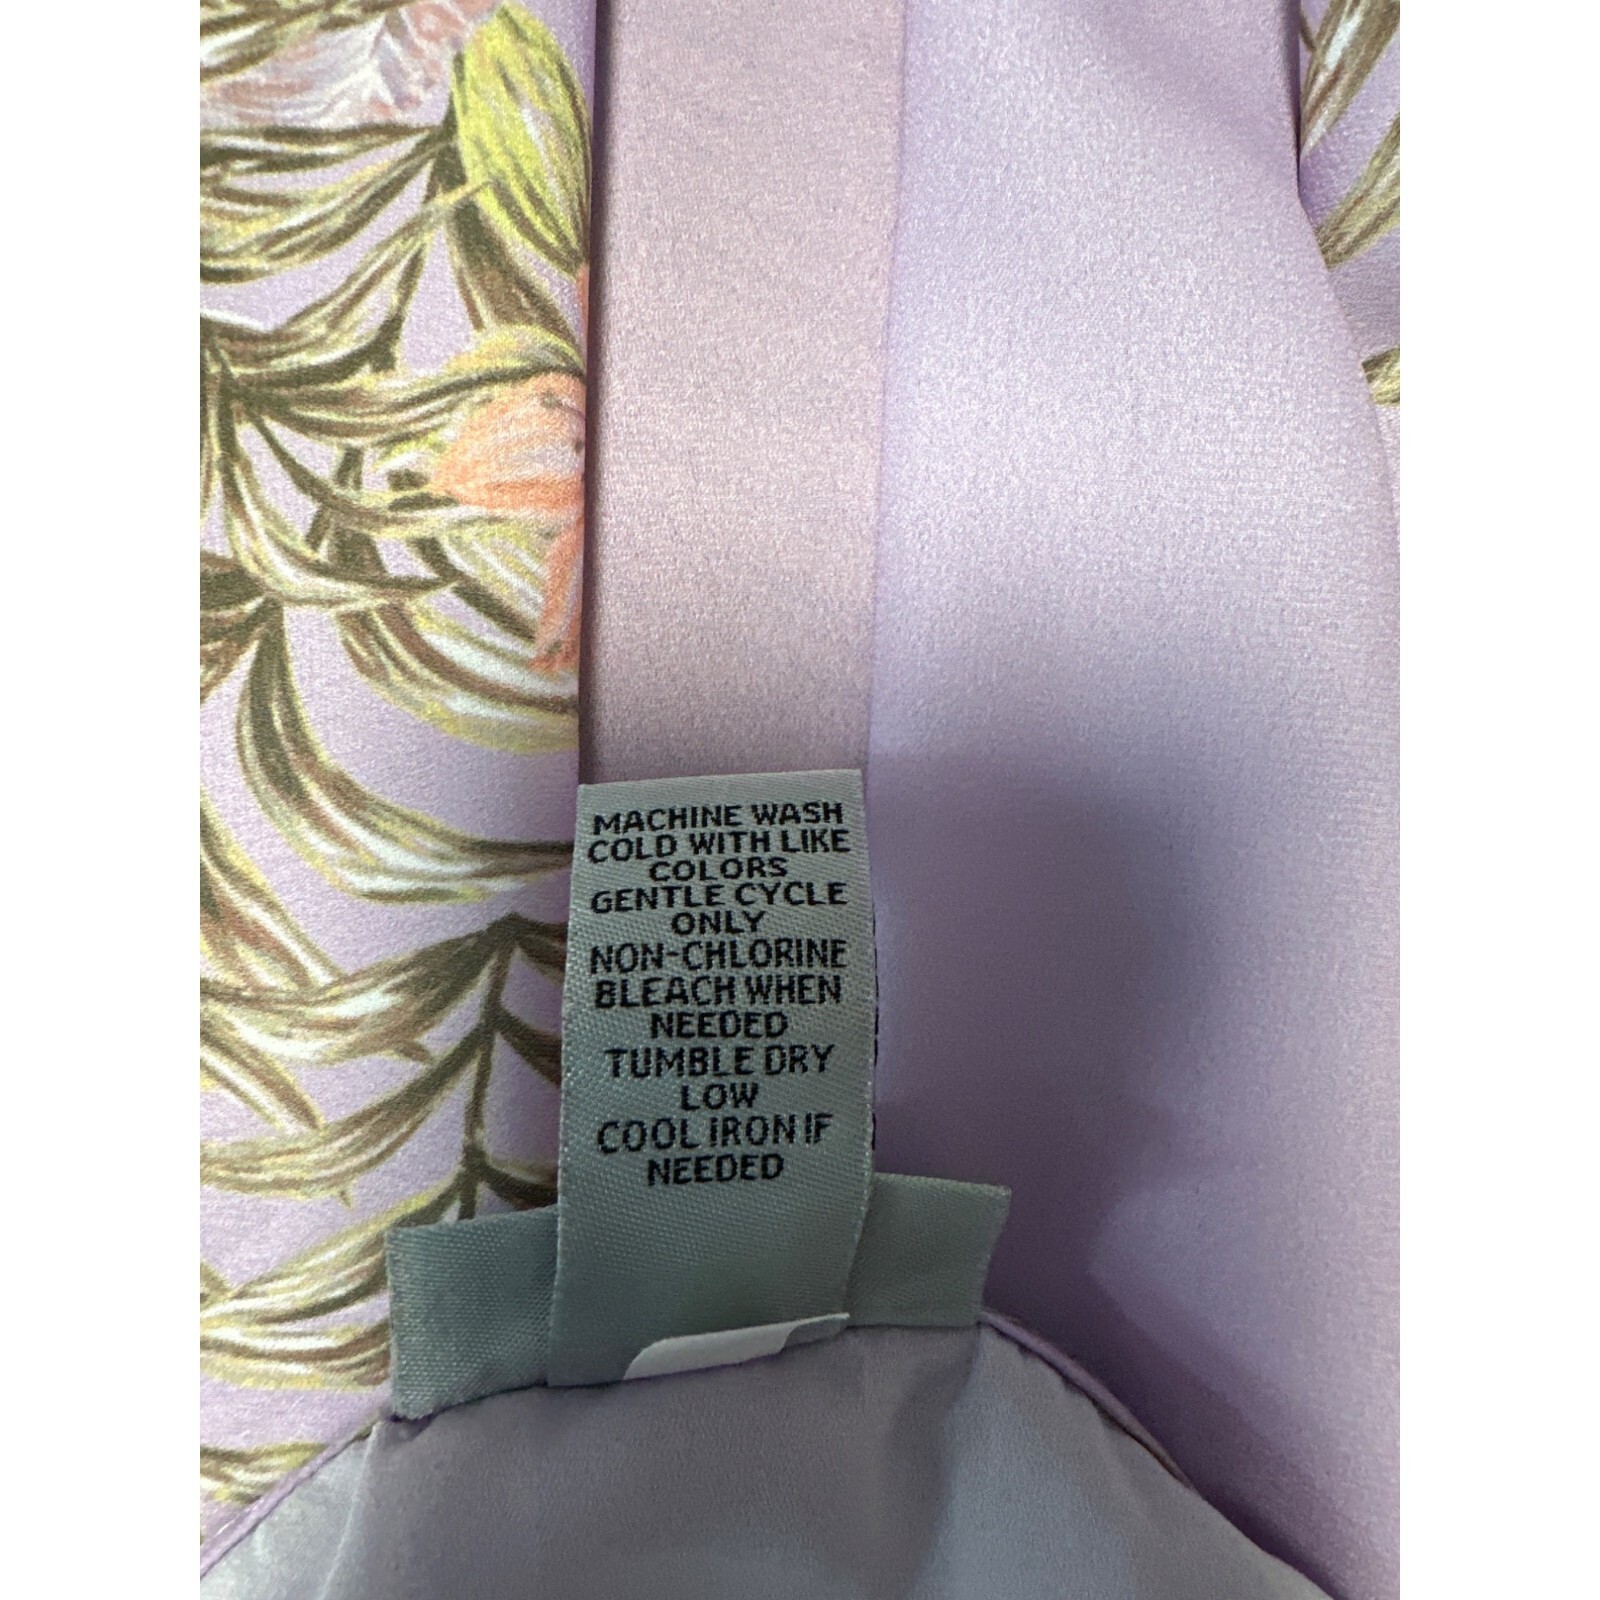 MACHINE WASH
COLD WITH LIKE
COLORS
GENTLE CYCLE
ONLY
NON-CHLORINE
BLEACH WHEN
NEEDED
TUMBLE DRY
LOW
COOL IRON IF
NEEDED